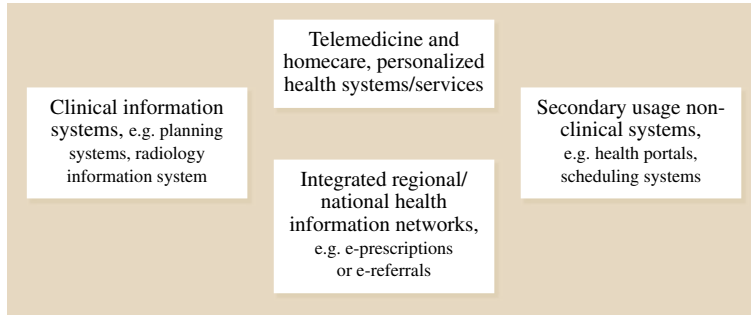 Telemedicine and
homecare, personalized
health systems/services
Clinical information
systems, e.g. planning
systems, radiology
information system
Secondary usage non-
clinical systems,
e.g. health portals,
scheduling systems
Integrated regional/
national health
information networks,
e.g. e-prescriptions
or e-referrals